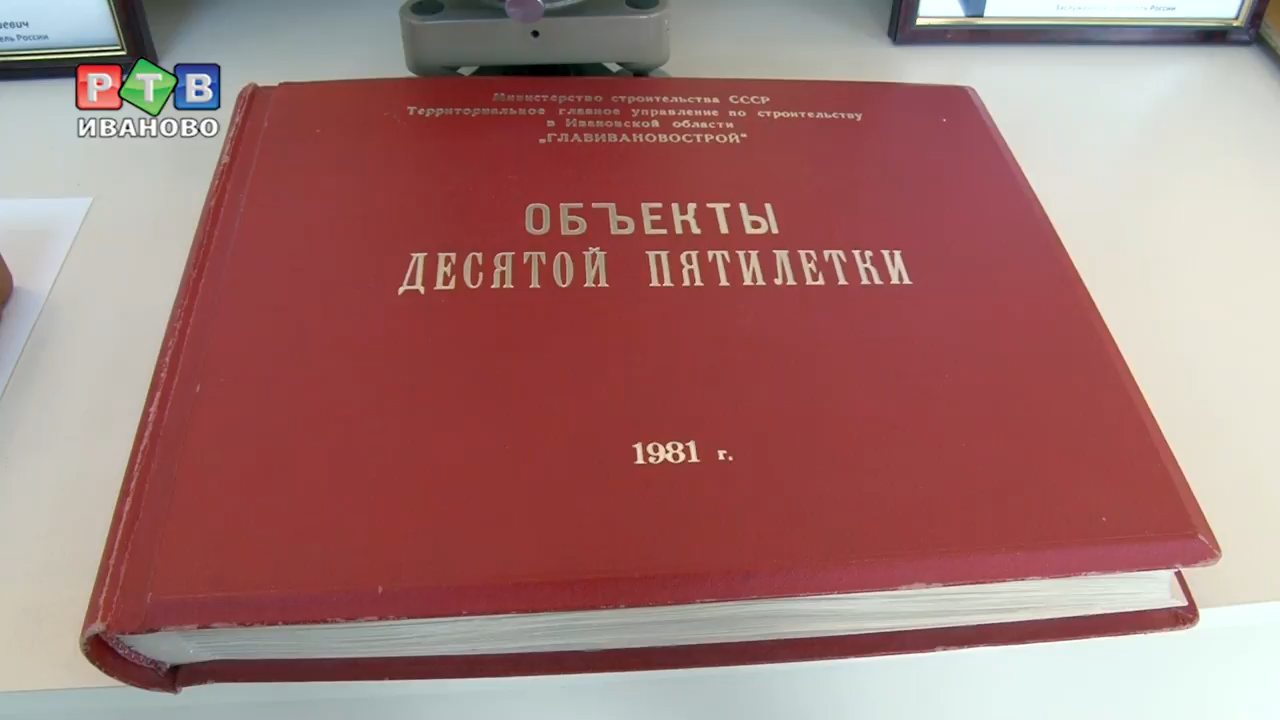 РТВ
ИВАНОВО
Министерство строительства СССР
Территориальное главное управление по строительству
в Ивановской области
„ГЛАВИВАНОВОСТРОЙ“
ОБЪЕКТЫ
ДЕСЯТОЙ ПЯТИЛЕТКИ
1981 г.